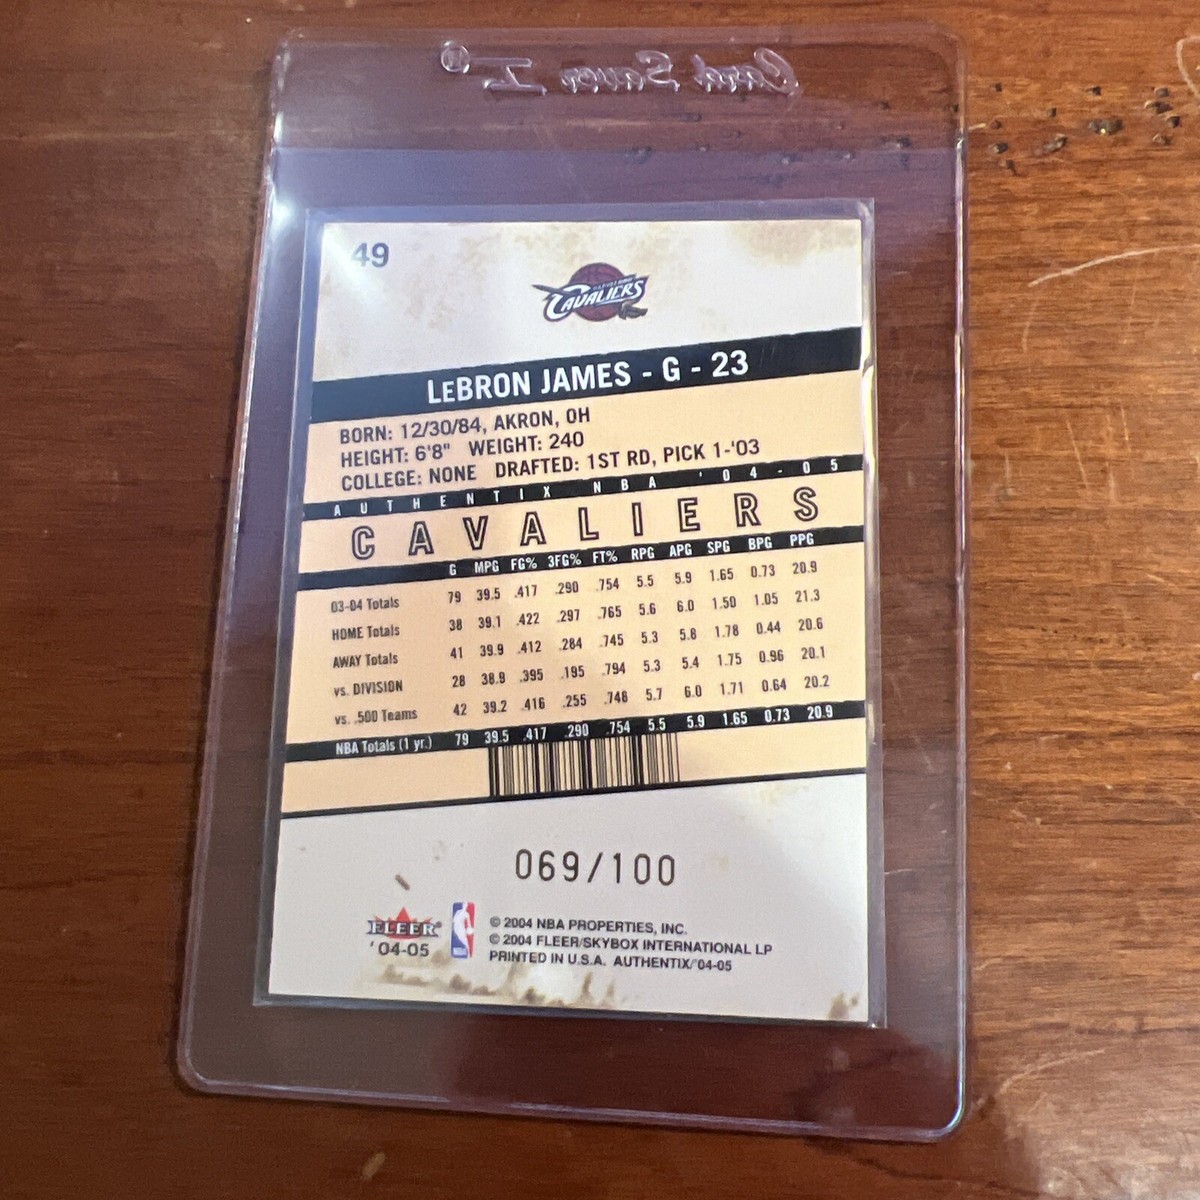 Card Saver I
49
CLEVELAND
CAVALIERS
LEBRON JAMES - G - 23
BORN: 12/30/84, AKRON, OH
HEIGHT: 6'8" WEIGHT: 240
COLLEGE: NONE DRAFTED: 1ST RD, PICK 1-'03
AUTHENTIX NBA '04-05
CAVALIERS
G MPG FG% 3FG% FT% RPG APG SPG BPG PPG
03-04 Totals 79 39.5 .417 .290 .754 5.5 5.9 1.65 0.73 20.9
HOME Totals 38 39.1 .422 .297 .765 5.6 6.0 1.50 1.05 21.3
AWAY Totals 41 39.9 .412 .284 .745 5.3 5.8 1.78 0.44 20.6
vs. DIVISION 28 38.9 .395 .195 .794 5.3 5.4 1.75 0.96 20.1
vs. .500 Teams 42 39.2 .416 .255 .748 5.7 6.0 1.71 0.64 20.2
NBA Totals (1 yr.) 79 39.5 .417 .290 .754 5.5 5.9 1.65 0.73 20.9
069/100
FLEER
'04-05
© 2004 NBA PROPERTIES, INC.
© 2004 FLEER/SKYBOX INTERNATIONAL LP
PRINTED IN U.S.A. AUTHENTIX/'04-05